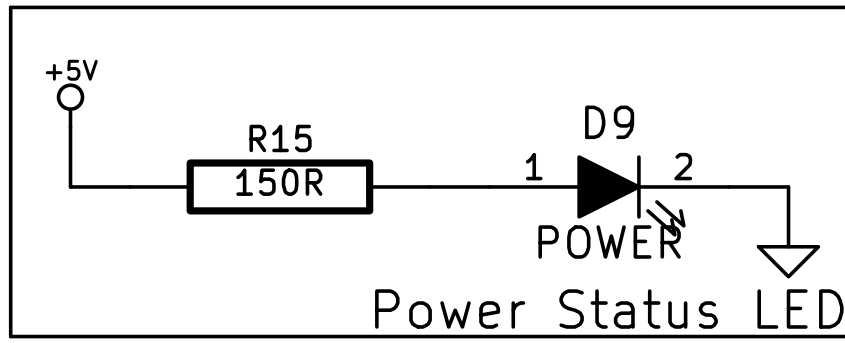 +5V
R15
150R
D9
1
2
POWER
Power Status LED